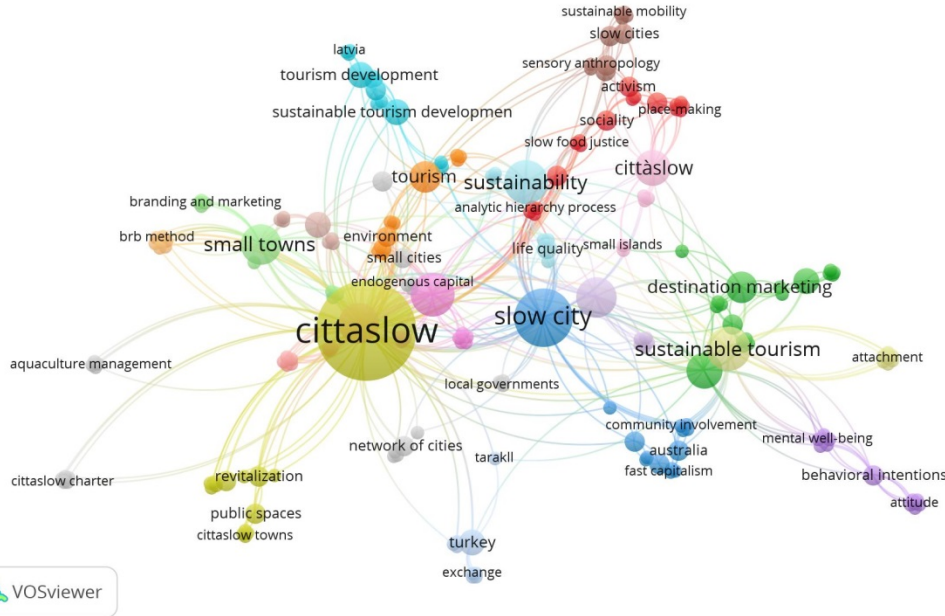 sustainable mobility
slow cities
latvia
sensory anthropology
tourism development
activism
place-making
sustainable tourism developmen
sociality
slow food justice
cittàslow
tourism
sustainability
branding and marketing
analytic hierarchy process
brb method
small towns
environment
life quality
small islands
small cities
endogenous capital
destination marketing
slow city
cittaslow
sustainable tourism
attachment
aquaculture management
local governments
community involvement
mental well-being
network of cities
australia
tarakll
fast capitalism
revitalization
behavioral intentions
cittaslow charter
attitude
public spaces
cittaslow towns
turkey
exchange
VOSviewer